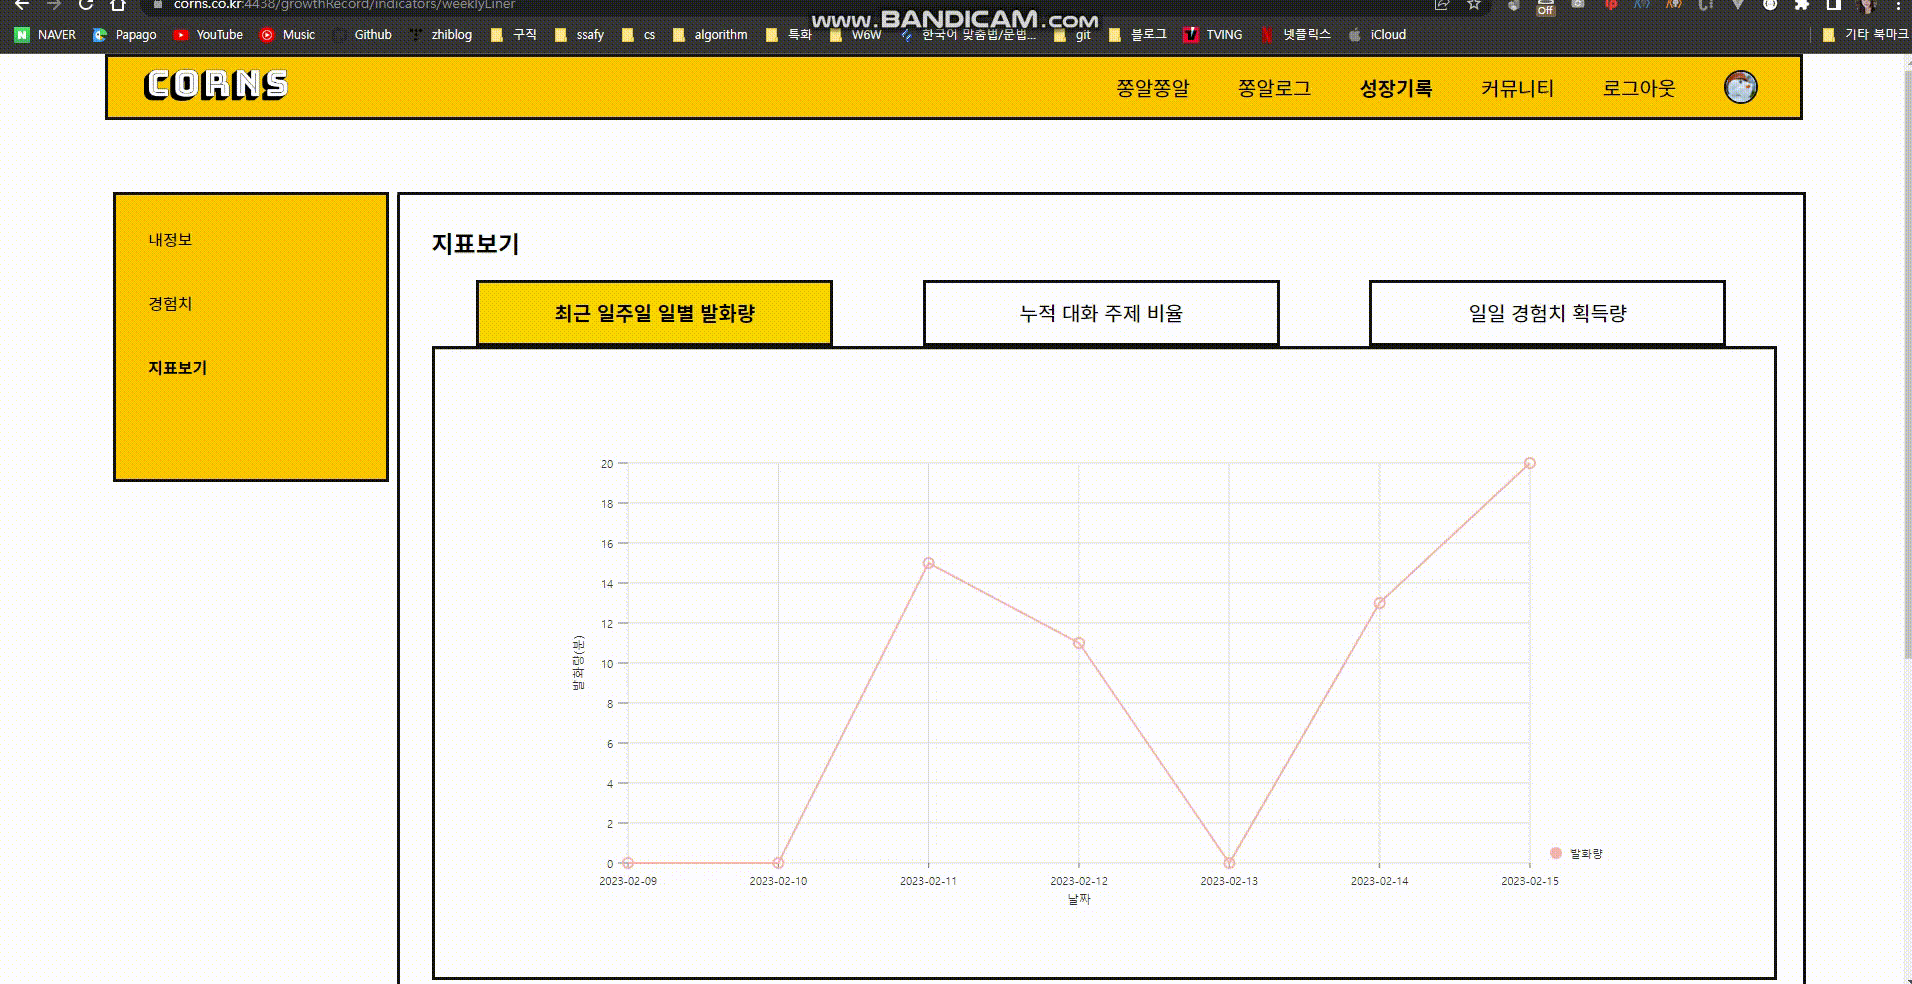 corns.co.kr:4438/growthRecord/indicators/weeklyLiner
www.BANDICAM.com
Off
NAVER Papago YouTube Music Github zhiblog 구직 ssafy cs algorithm 특화 W6W 한국어 맞춤법/문법... git 블로그 TVING 넷플릭스 iCloud 기타 북마크
CORNS 쫑알쫑알 쫑알로그 성장기록 커뮤니티 로그아웃
내정보
경험치
지표보기
지표보기
최근 일주일 일별 발화량 누적 대화 주제 비율 일일 경험치 획득량
20
18
16
14
12
10
8
6
4
2
0
발화량(분)
2023-02-09 2023-02-10 2023-02-11 2023-02-12 2023-02-13 2023-02-14 2023-02-15
날짜
발화량